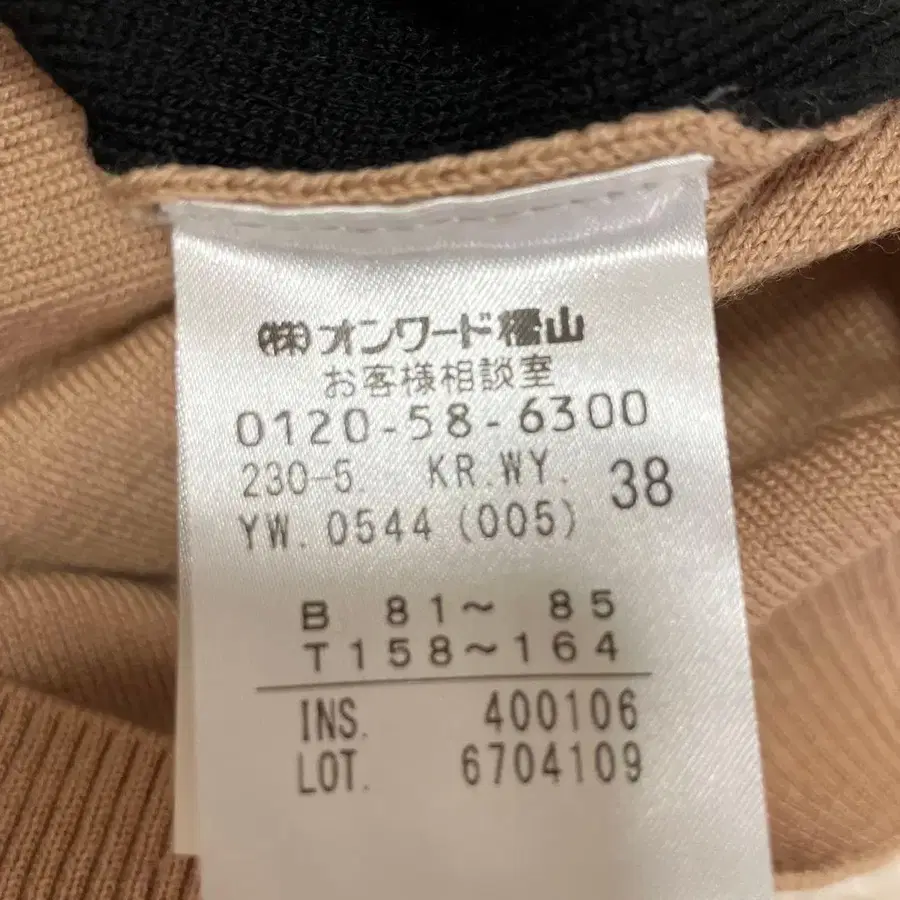 (株)オンワード樫山
お客様相談室
0120-58-6300
230-5. KR.WY. 38
YW. 0544 (005)
B 81~ 85
T158~164
INS. 400106
LOT. 6704109